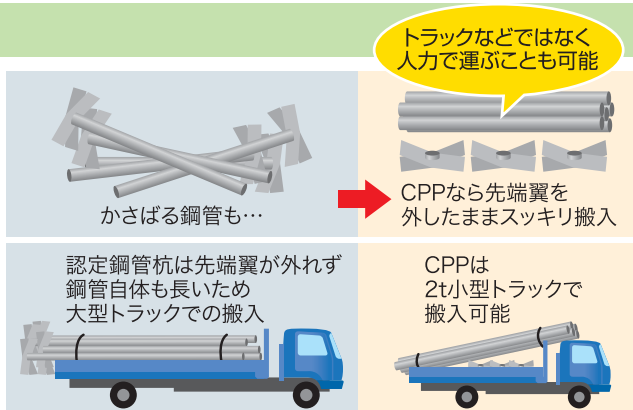 トラックなどではなく
人力で運ぶことも可能
かさばる鋼管も…
CPPなら先端翼を
外したままスッキリ搬入
認定鋼管杭は先端翼が外れず
鋼管自体も長いため
大型トラックでの搬入
CPPは
2t小型トラックで
搬入可能